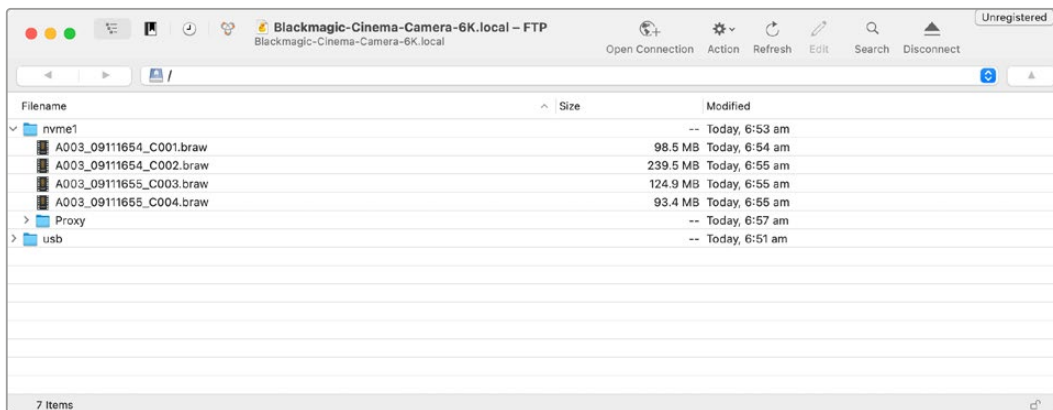 Unregistered
Blackmagic-Cinema-Camera-6K.local – FTP
Blackmagic-Cinema-Camera-6K.local
Open Connection Action Refresh Edit Search Disconnect
/
Filename Size Modified
nvme1 -- Today, 6:53 am
A003_09111654_C001.braw 98.5 MB Today, 6:54 am
A003_09111654_C002.braw 239.5 MB Today, 6:55 am
A003_09111655_C003.braw 124.9 MB Today, 6:55 am
A003_09111655_C004.braw 93.4 MB Today, 6:55 am
Proxy -- Today, 6:57 am
usb -- Today, 6:51 am
7 Items